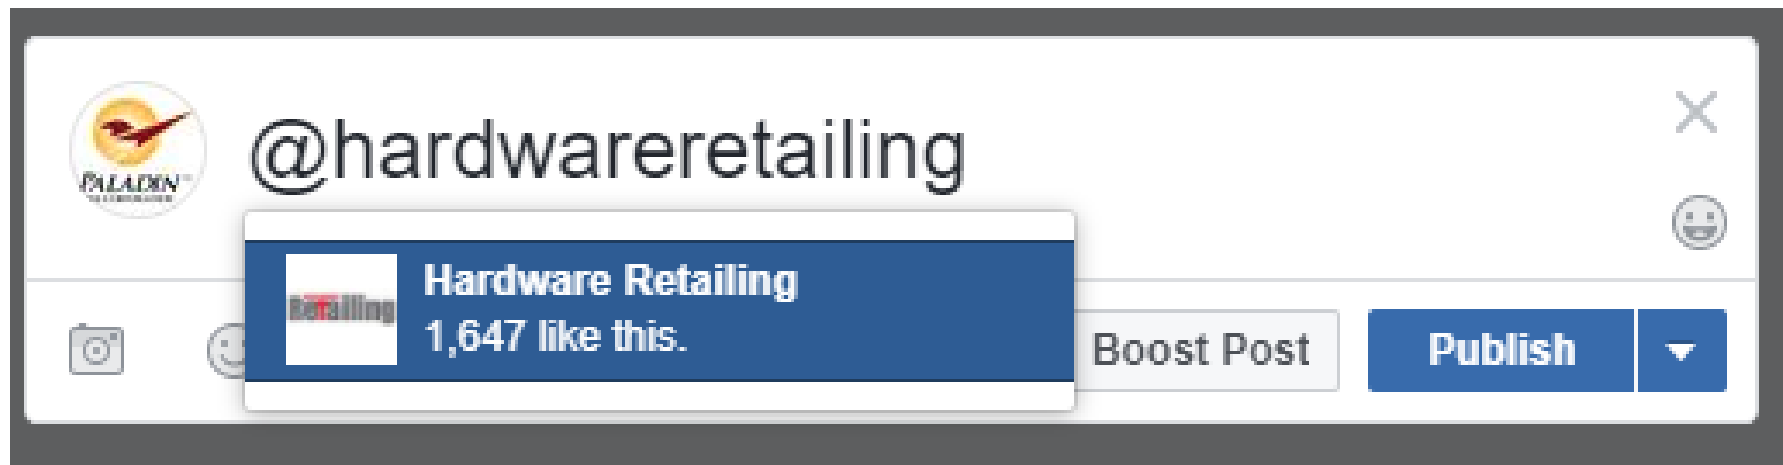 @hardwareretailing
PALADIN
Retailing
Hardware Retailing
1,647 like this.
Boost Post
Publish